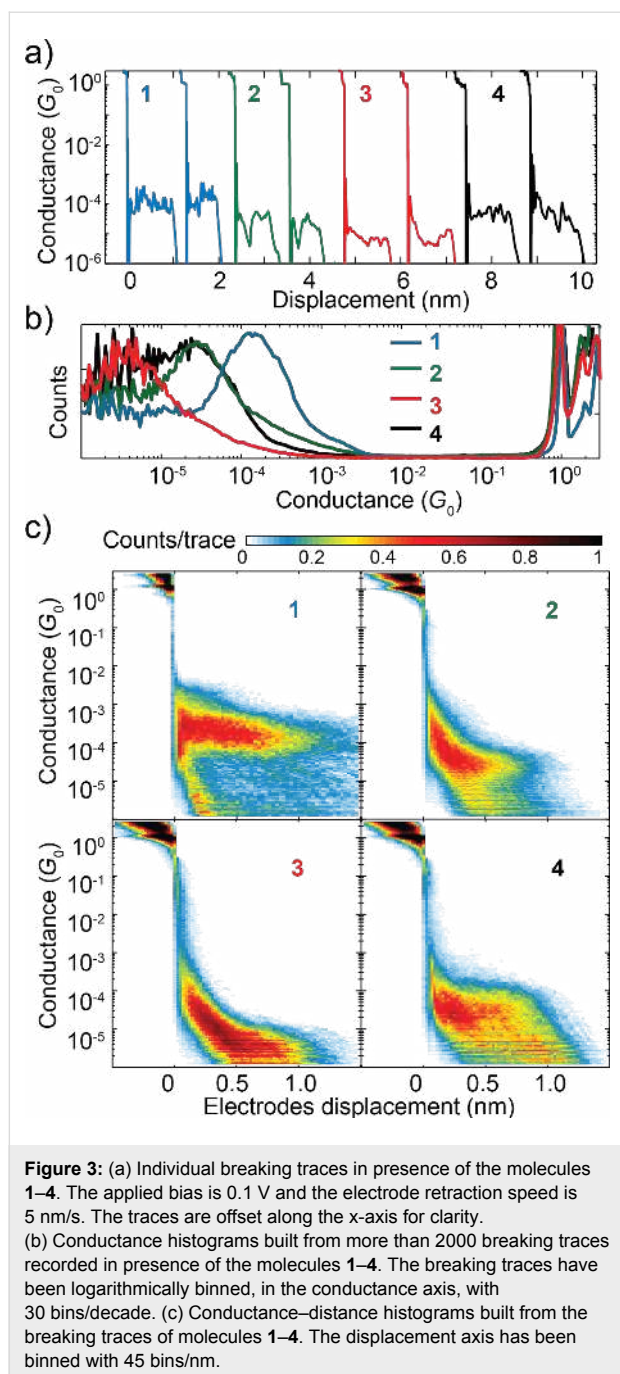 a)
Conductance (G₀)
10⁰
10⁻²
10⁻⁴
10⁻⁶
1
2
3
4
0 2 4 6 8 10
Displacement (nm)
b)
Counts
1
2
3
4
10⁻⁵ 10⁻⁴ 10⁻³ 10⁻² 10⁻¹ 10⁰
Conductance (G₀)
c)
Counts/trace
0 0.2 0.4 0.6 0.8 1
Conductance (G₀)
10⁰
10⁻¹
10⁻²
10⁻³
10⁻⁴
10⁻⁵
1
2
Conductance (G₀)
10⁰
10⁻¹
10⁻²
10⁻³
10⁻⁴
10⁻⁵
3
4
0 0.5 1.0 0 0.5 1.0
Electrodes displacement (nm)
Figure 3: (a) Individual breaking traces in presence of the molecules
1–4. The applied bias is 0.1 V and the electrode retraction speed is
5 nm/s. The traces are offset along the x-axis for clarity.
(b) Conductance histograms built from more than 2000 breaking traces
recorded in presence of the molecules 1–4. The breaking traces have
been logarithmically binned, in the conductance axis, with
30 bins/decade. (c) Conductance–distance histograms built from the
breaking traces of molecules 1–4. The displacement axis has been
binned with 45 bins/nm.